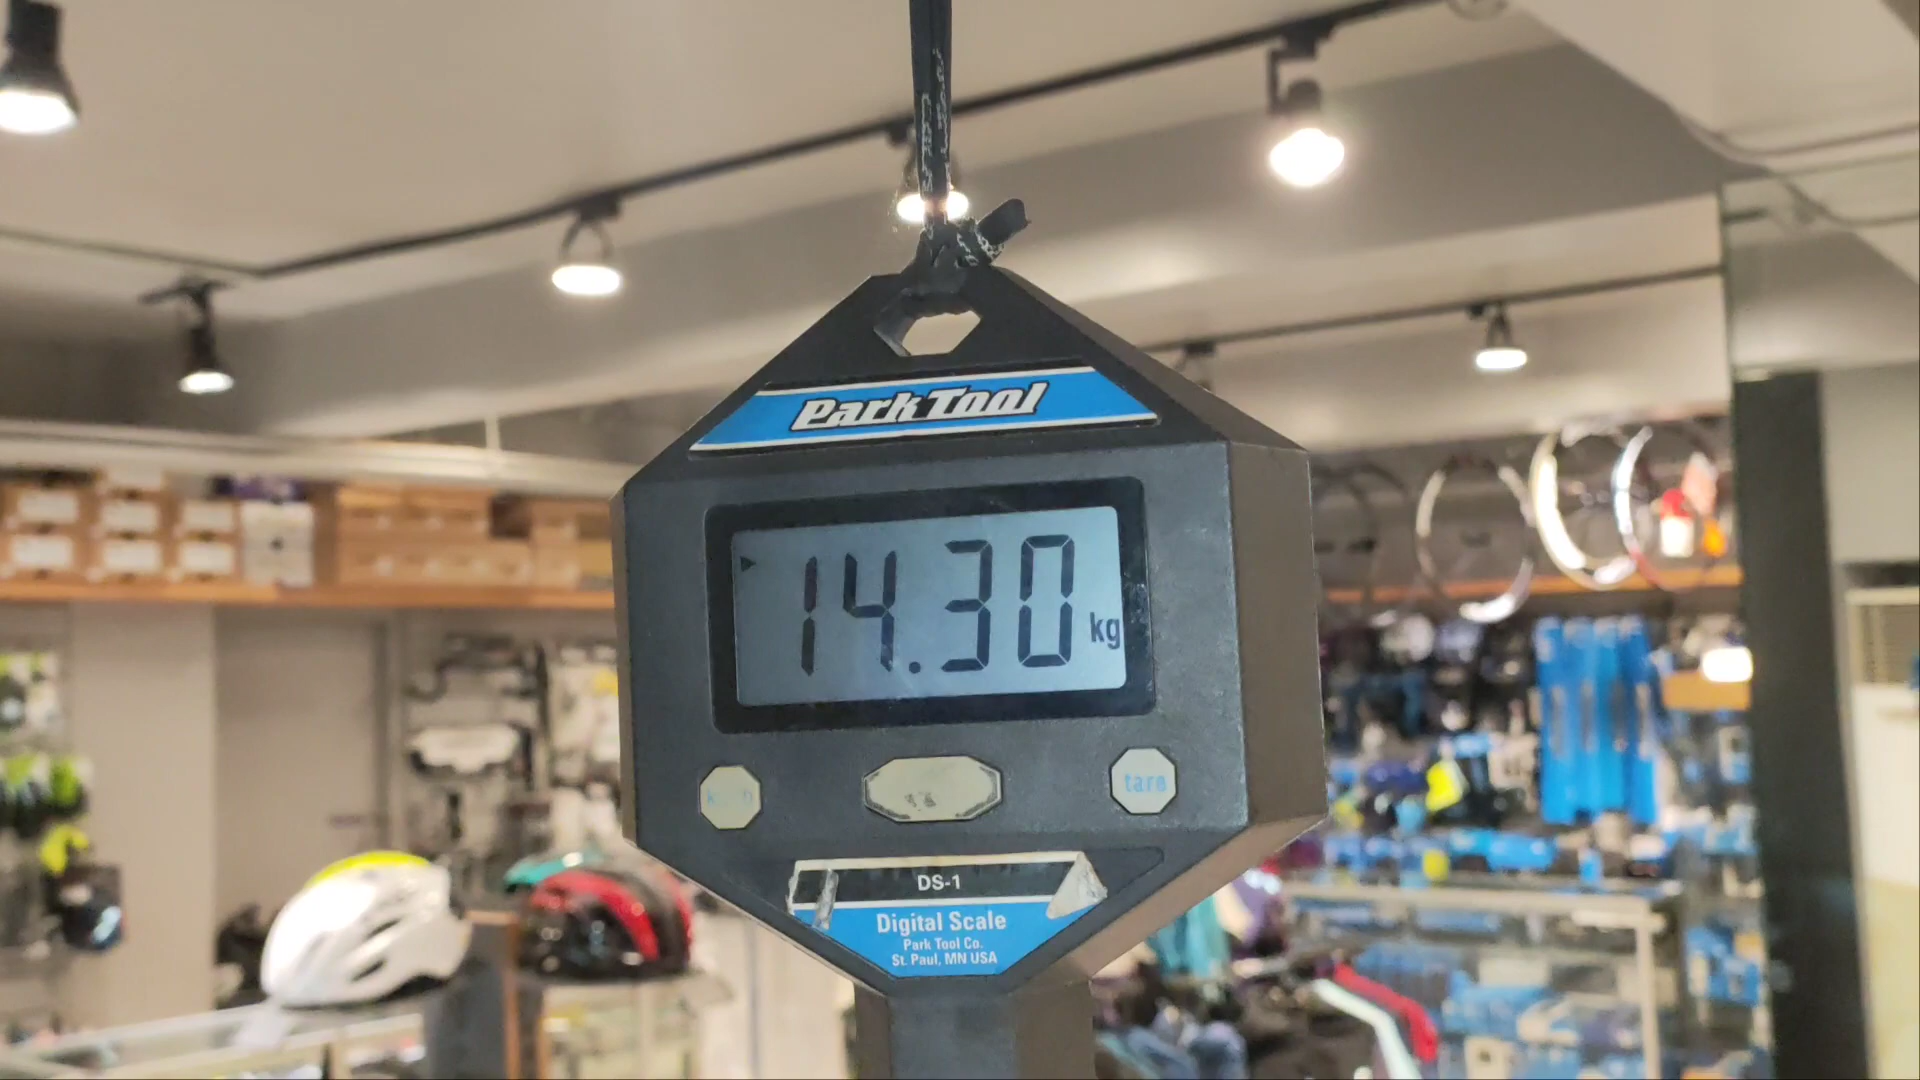 Park Tool
14.30
kg
tare
DS-1
Digital Scale
Park Tool Co.
St. Paul, MN USA